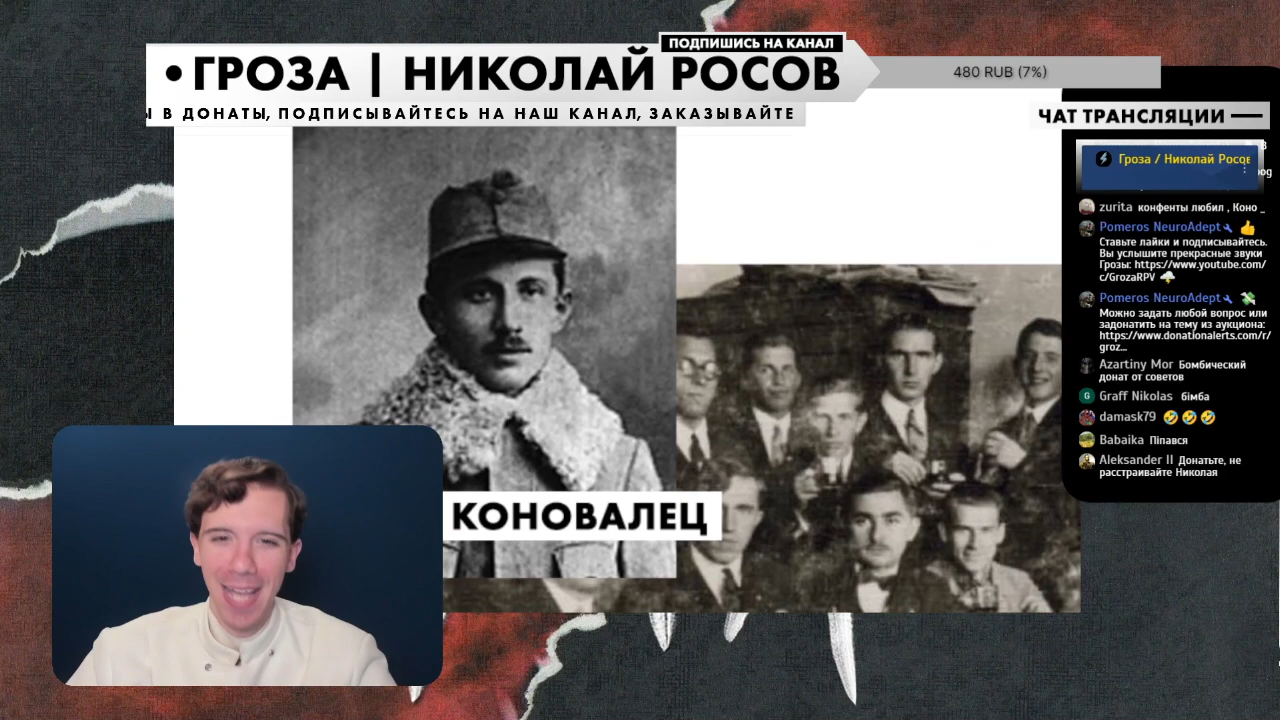 ПОДПИШИСЬ НА КАНАЛ
• ГРОЗА | НИКОЛАЙ РОСОВ
480 RUB (7%)
В ДОНАТЫ, ПОДПИСЫВАЙТЕСЬ НА НАШ КАНАЛ, ЗАКАЗЫВАЙТЕ
ЧАТ ТРАНСЛЯЦИИ
Гроза / Николай Росов
zurita конфенты любил , Коно _
Pomeros NeuroAdept 👍
Ставьте лайки и подписывайтесь.
Вы услышите прекрасные звуки
Грозы: https://www.youtube.com/
c/GrozaRPV 🌩️
Pomeros NeuroAdept 💸
Можно задать любой вопрос или
задонатить на тему из аукциона:
https://www.donationalerts.com/r/
groz...
Azartiny Mor Бомбический
донат от советов
G Graff Nikolas бімба
damask79 🤣🤣🤣
Babaika Піпався
Aleksander II Донатьте, не
расстраивайте Николая
КОНОВАЛЕЦ